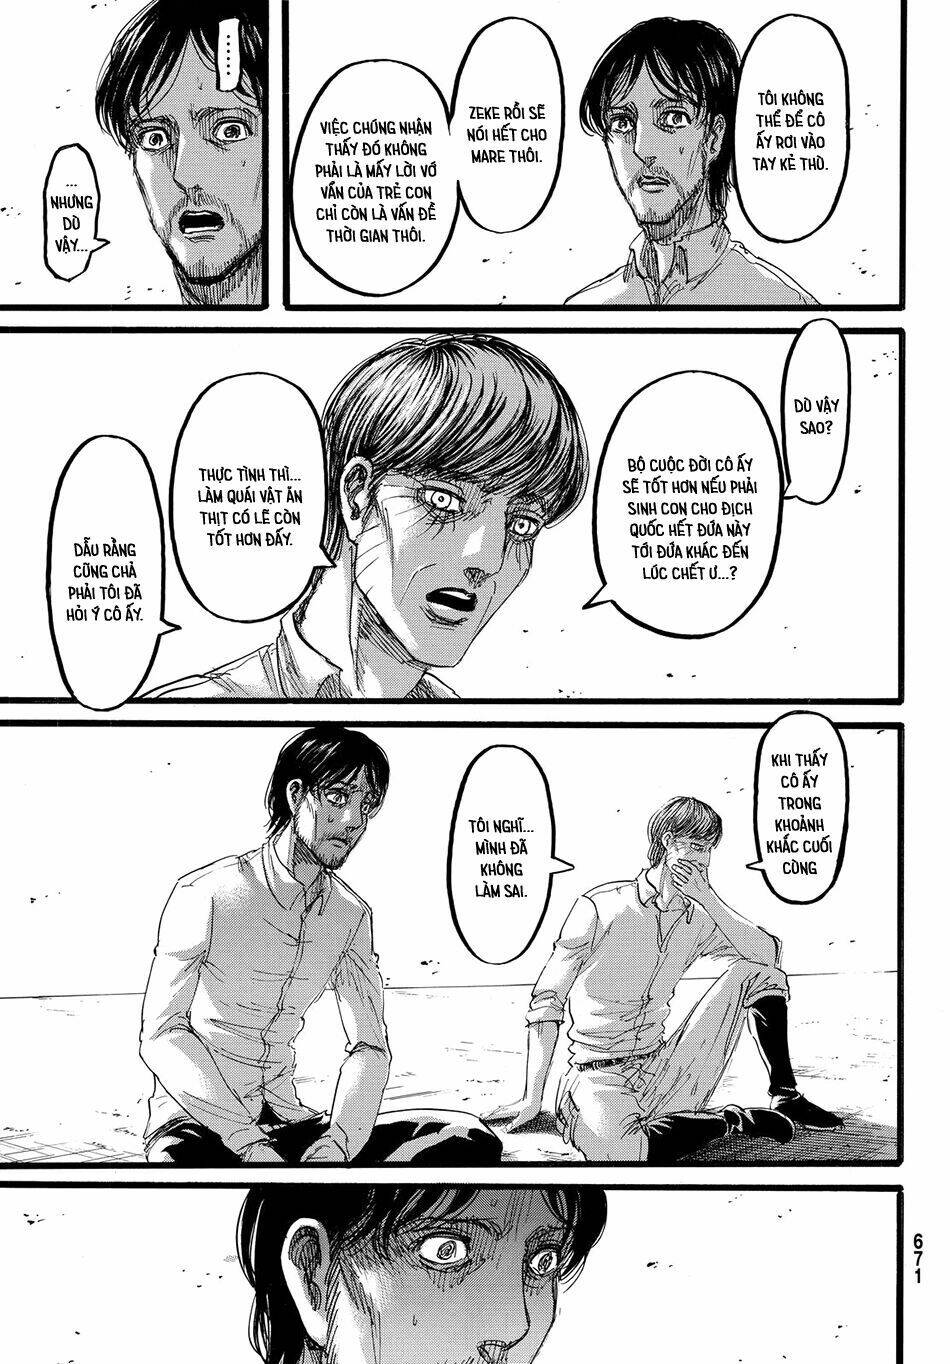 TÔI KHÔNG
THỂ ĐỂ CÔ
ẤY RƠI VÀO
TAY KẺ THÙ.
ZEKE RỒI SẼ
NÓI HẾT CHO
MARE THÔI.
VIỆC CHỨNG NHẬN
THẤY ĐÓ KHÔNG
PHẢI LÀ MẤY LỜI VỚ
VẨN CỦA TRẺ CON
CHỈ CÒN LÀ VẤN ĐỀ
THỜI GIAN THÔI.
......
...
NHƯNG
DÙ
VẬY...
DÙ VẬY
SAO?
BỘ CUỘC ĐỜI CÔ ẤY
SẼ TỐT HƠN NẾU PHẢI
SINH CON CHO ĐỊCH
QUỐC HẾT ĐỨA NÀY
TỚI ĐỨA KHÁC ĐẾN
LÚC CHẾT Ư...?
THỰC TÌNH THÌ...
LÀM QUÁI VẬT ĂN
THỊT CÓ LẼ CÒN
TỐT HƠN ĐẤY.
DẪU RẰNG
CŨNG CHẢ
PHẢI TÔI ĐÃ
HỎI Ý CÔ ẤY.
KHI THẤY
CÔ ẤY
TRONG
KHOẢNH
KHẮC CUỐI
CÙNG
TÔI NGHĨ...
MÌNH ĐÃ
KHÔNG
LÀM SAI.
671